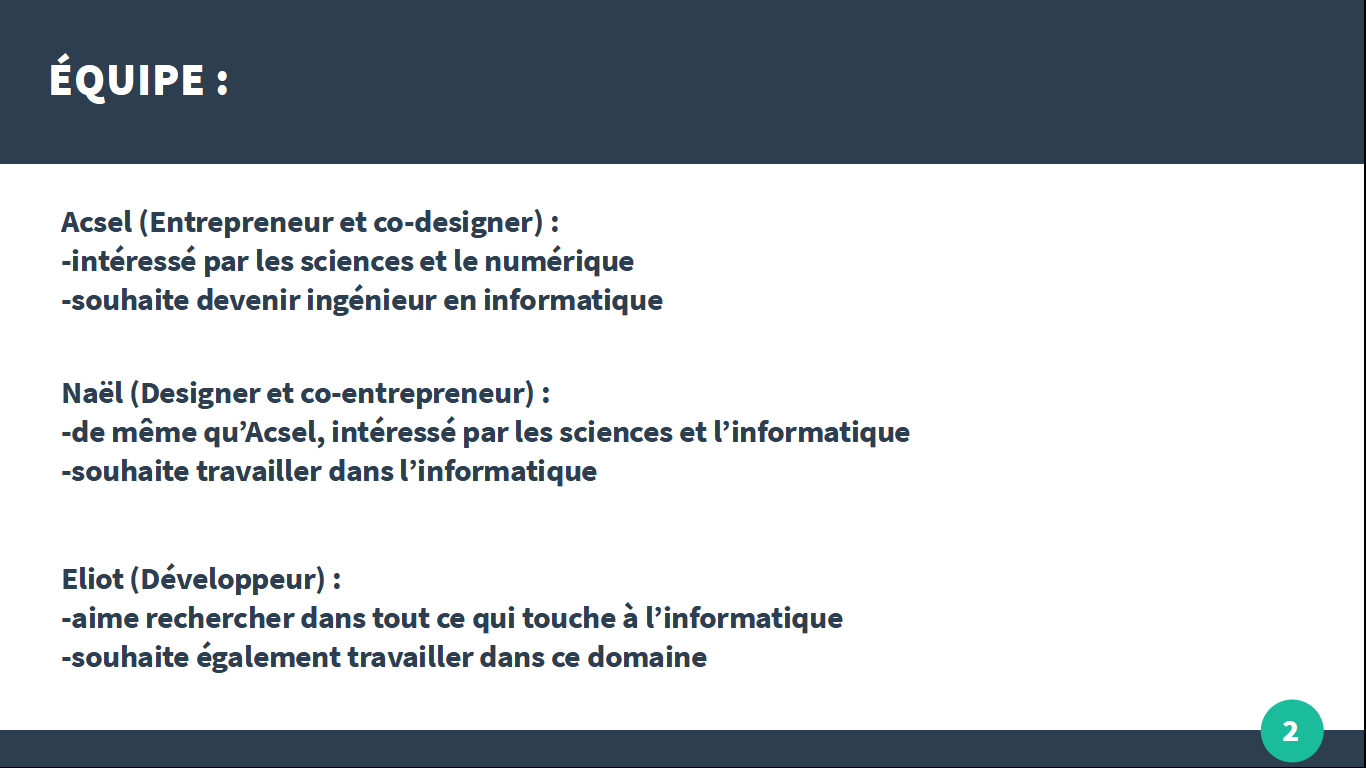 ÉQUIPE :
Acsel (Entrepreneur et co-designer) :
-intéressé par les sciences et le numérique
-souhaite devenir ingénieur en informatique
Naël (Designer et co-entrepreneur) :
-de même qu’Acsel, intéressé par les sciences et l’informatique
-souhaite travailler dans l’informatique
Eliot (Développeur) :
-aime rechercher dans tout ce qui touche à l’informatique
-souhaite également travailler dans ce domaine
2